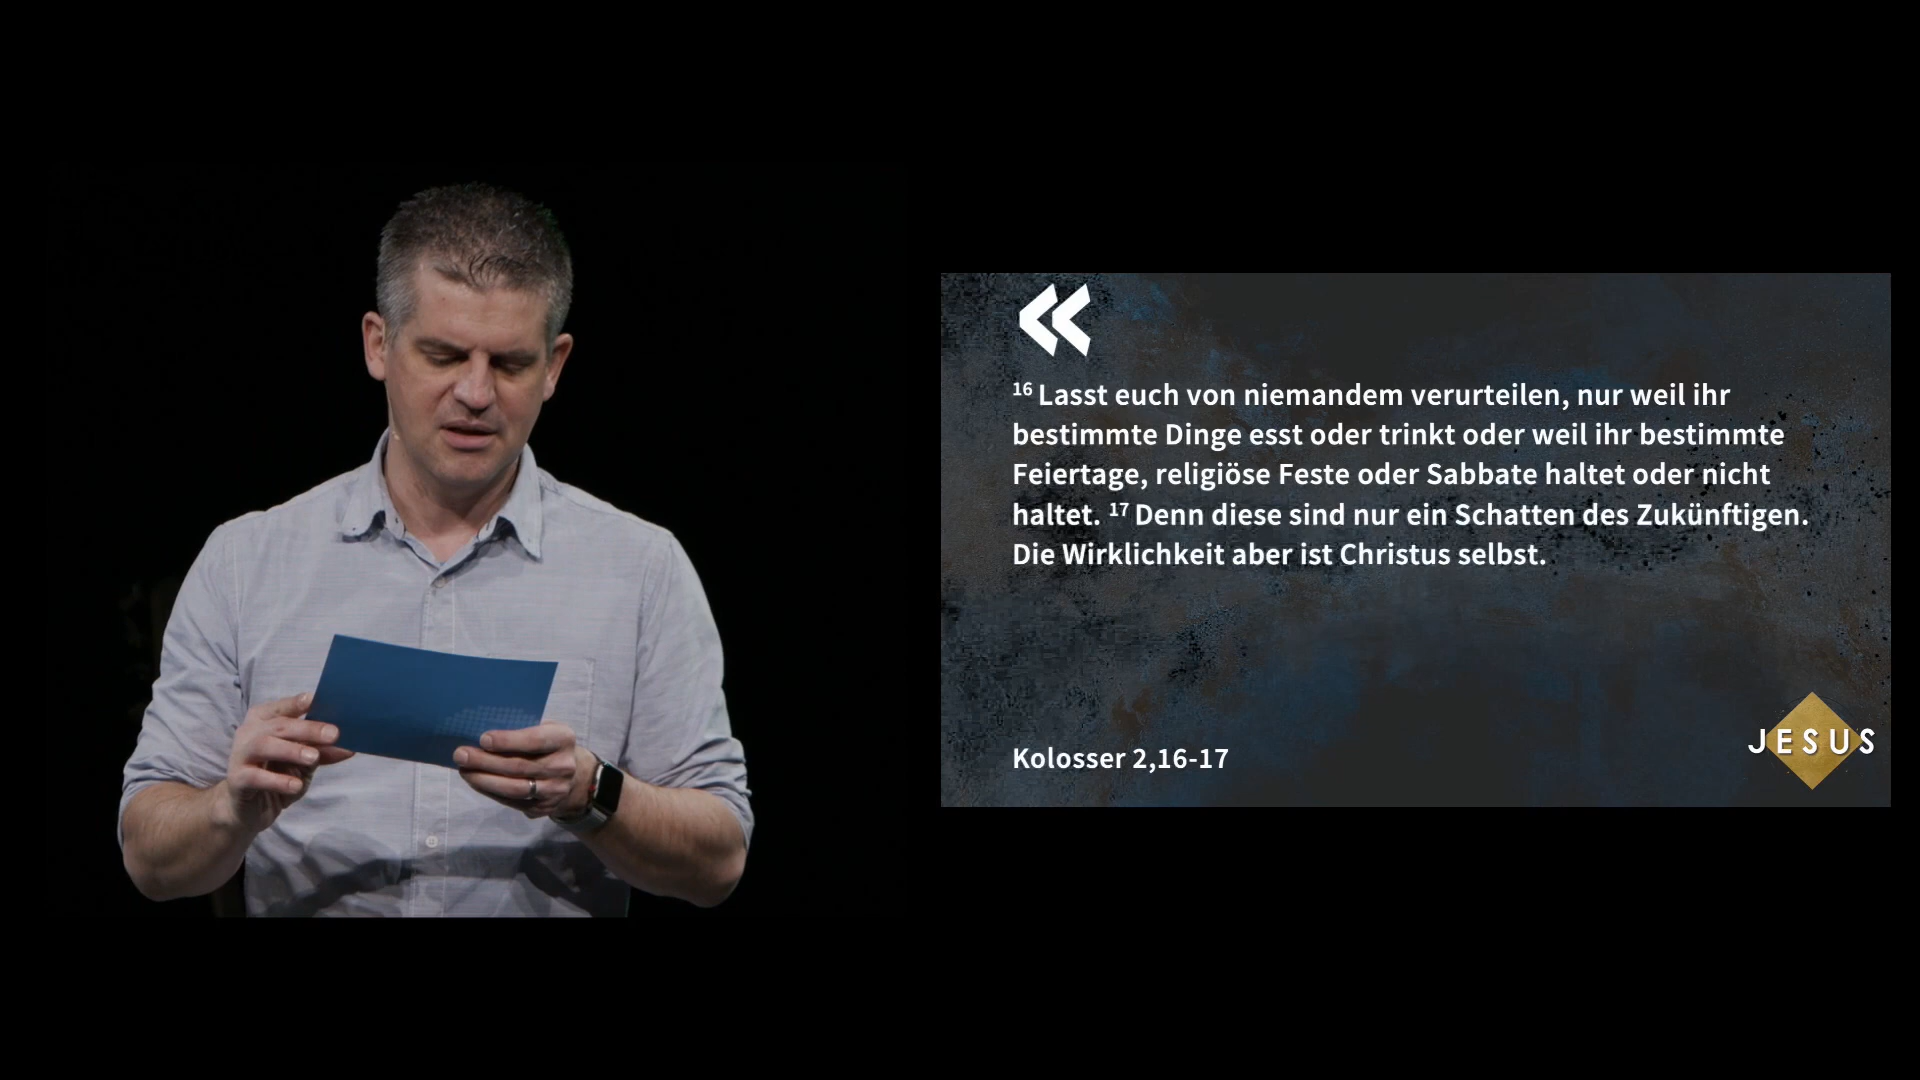 «
16 Lasst euch von niemandem verurteilen, nur weil ihr
bestimmte Dinge esst oder trinkt oder weil ihr bestimmte
Feiertage, religiöse Feste oder Sabbate haltet oder nicht
haltet. 17 Denn diese sind nur ein Schatten des Zukünftigen.
Die Wirklichkeit aber ist Christus selbst.
Kolosser 2,16-17
JESUS